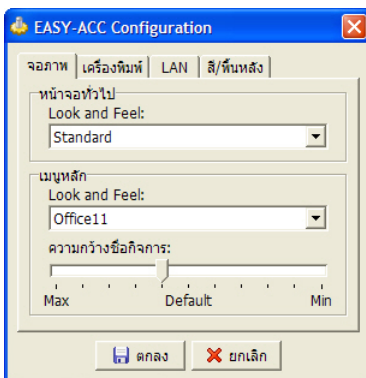 EASY-ACC Configuration
จอภาพ เครื่องพิมพ์ LAN สี/พื้นหลัง
หน้าจอทั่วไป
Look and Feel:
Standard
เมนูหลัก
Look and Feel:
Office11
ความกว้างชื่อกิจการ:
Max Default Min
ตกลง ยกเลิก